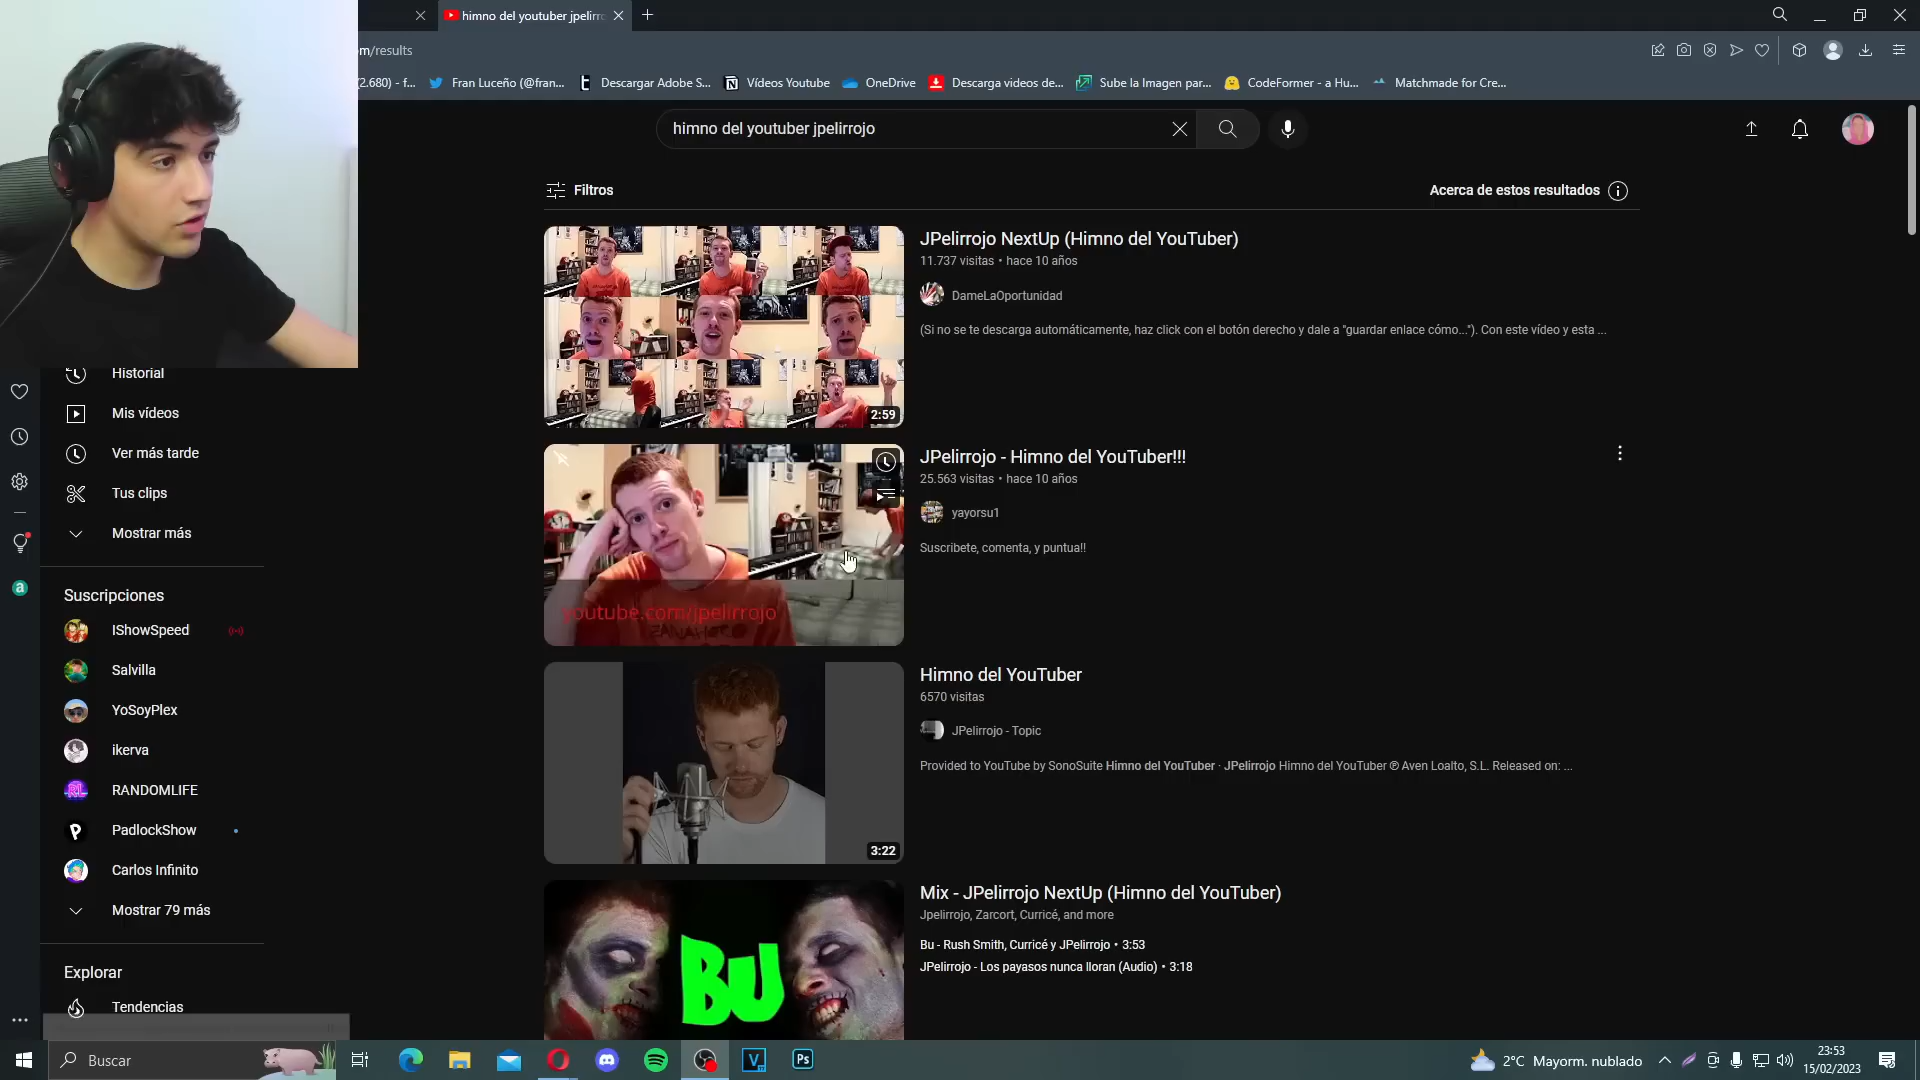 himno del youtuber jpelirro
m/results
(2.680) - f...
Fran Luceño (@fran...
Descargar Adobe S...
Vídeos Youtube
OneDrive
Descarga videos de...
Sube la Imagen par...
CodeFormer - a Hu...
Matchmade for Cre...
himno del youtuber jpelirrojo
Filtros
Acerca de estos resultados
JPelirrojo NextUp (Himno del YouTuber)
11.737 visitas • hace 10 años
DameLaOportunidad
(Si no se te descarga automáticamente, haz click con el botón derecho y dale a "guardar enlace cómo..."). Con este vídeo y esta ...
2:59
JPelirrojo - Himno del YouTuber!!!
25.563 visitas • hace 10 años
yayorsu1
Suscribete, comenta, y puntua!!
youtube.com/jpelirrojo
ZANAHORIO
Himno del YouTuber
6570 visitas
JPelirrojo - Topic
Provided to YouTube by SonoSuite Himno del YouTuber · JPelirrojo Himno del YouTuber ℗ Aven Loalto, S.L. Released on: ...
3:22
Mix - JPelirrojo NextUp (Himno del YouTuber)
Jpelirrojo, Zarcort, Curricé, and more
Bu - Rush Smith, Curricé y JPelirrojo • 3:53
JPelirrojo - Los payasos nunca lloran (Audio) • 3:18
BU
Historial
Mis vídeos
Ver más tarde
Tus clips
Mostrar más
Suscripciones
IShowSpeed
Salvilla
YoSoyPlex
ikerva
RANDOMLIFE
PadlockShow
Carlos Infinito
Mostrar 79 más
Explorar
Tendencias
Buscar
2°C Mayorm. nublado
23:53
15/02/2023